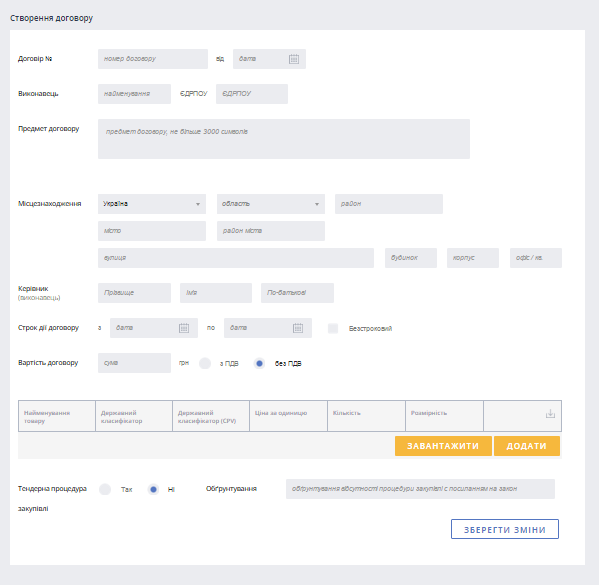 Створення договору
Договір № номер договору від дата
Виконавець найменування ЄДРПОУ ЄДРПОУ
Предмет договору предмет договору, не більше 3000 символів
Місцезнаходження Україна область район
місто район міста
вулиця будинок корпус офіс / кв.
Керівник Прізвище Ім'я По-батькові
(виконавець)
Строк дії договору з дата по дата Безстроковий
Вартість договору сума грн з ПДВ без ПДВ
Найменування Державний Державний Ціна за одиницю Кількість Розмірність
товару класифікатор класифікатор (CPV)
ЗАВАНТАЖИТИ ДОДАТИ
Тендерна процедура Так Ні Обґрунтування обґрунтування відсутності процедури закупівлі с посиланням на закон
закупівлі
ЗБЕРЕГТИ ЗМІНИ